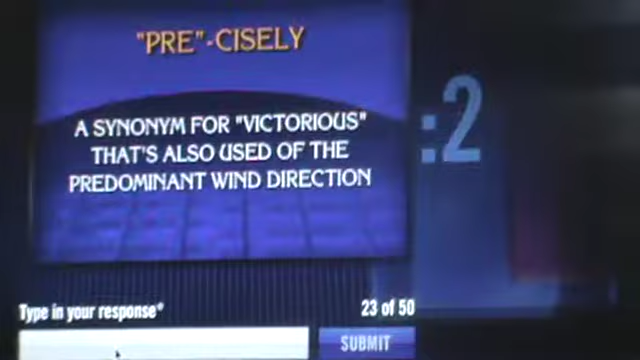 "PRE"-CISELY
A SYNONYM FOR "VICTORIOUS"
THAT'S ALSO USED OF THE
PREDOMINANT WIND DIRECTION
:2
Type in your response*
23 of 50
SUBMIT